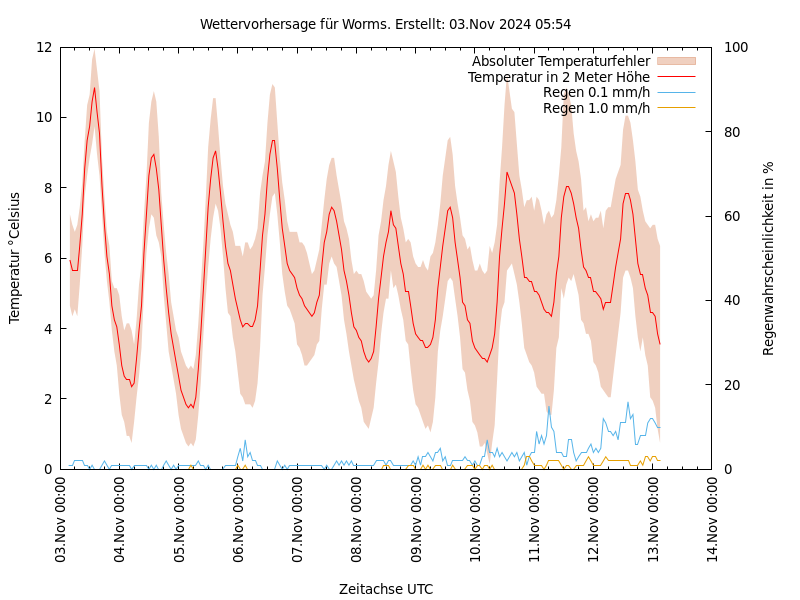 Wettervorhersage für Worms. Erstellt: 03.Nov 2024 05:54
Absoluter Temperaturfehler
Temperatur in 2 Meter Höhe
Regen 0.1 mm/h
Regen 1.0 mm/h
Temperatur °Celsius
12
10
8
6
4
2
0
100
80
60
40
20
0
Regenwahrscheinlichkeit in %
03.Nov 00:00
04.Nov 00:00
05.Nov 00:00
06.Nov 00:00
07.Nov 00:00
08.Nov 00:00
09.Nov 00:00
10.Nov 00:00
11.Nov 00:00
12.Nov 00:00
13.Nov 00:00
14.Nov 00:00
Zeitachse UTC